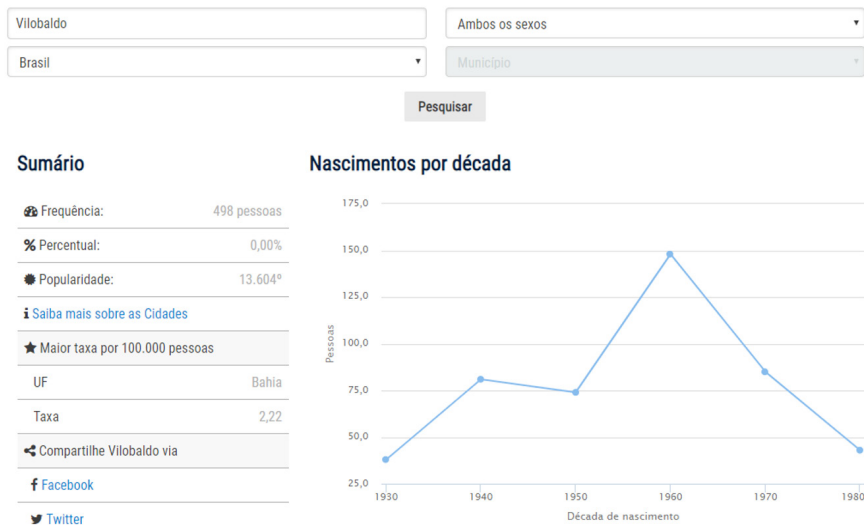 Vilobaldo
Ambos os sexos
Brasil
Município
Pesquisar
Sumário
Frequência: 498 pessoas
Percentual: 0,00%
Popularidade: 13.604º
Saiba mais sobre as Cidades
Maior taxa por 100.000 pessoas
UF Bahia
Taxa 2,22
Compartilhe Vilobaldo via
Facebook
Twitter
Nascimentos por década
175,0
150,0
125,0
100,0
75,0
50,0
25,0
Pessoas
1930 1940 1950 1960 1970 1980
Década de nascimento